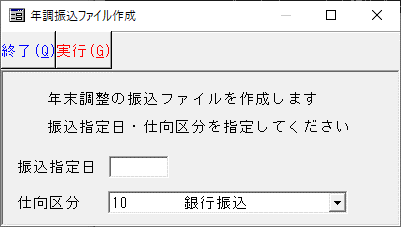 年調振込ファイル作成
終了(Q)実行(G)
年末調整の振込ファイルを作成します
振込指定日・仕向区分を指定してください
振込指定日
仕向区分 10 銀行振込